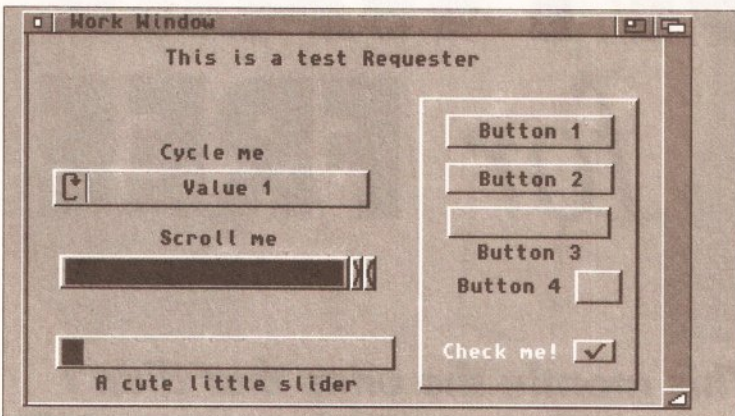 Work Window
This is a test Requester
Cycle me
Value 1
Scroll me
A cute little slider
Button 1
Button 2
Button 3
Button 4
Check me!